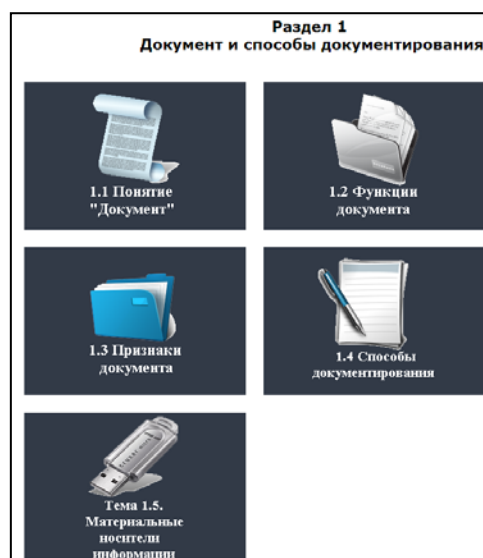 Раздел 1
Документ и способы документирования
1.1 Понятие
"Документ"
1.2 Функции
документа
1.3 Признаки
документа
1.4 Способы
документирования
Тема 1.5.
Материальные
носители
информации